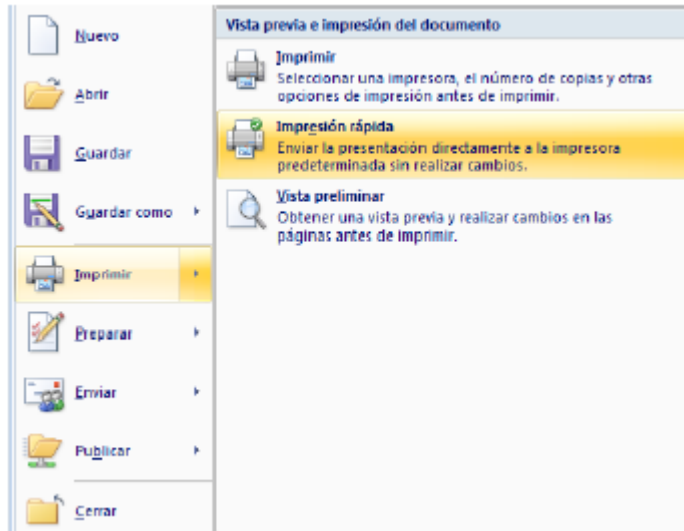 Nuevo
Abrir
Guardar
Guardar como
Imprimir
Preparar
Enviar
Publicar
Cerrar
Vista previa e impresión del documento
Imprimir
Seleccionar una impresora, el número de copias y otras
opciones de impresión antes de imprimir.
Impresión rápida
Enviar la presentación directamente a la impresora
predeterminada sin realizar cambios.
Vista preliminar
Obtener una vista previa y realizar cambios en las
páginas antes de imprimir.